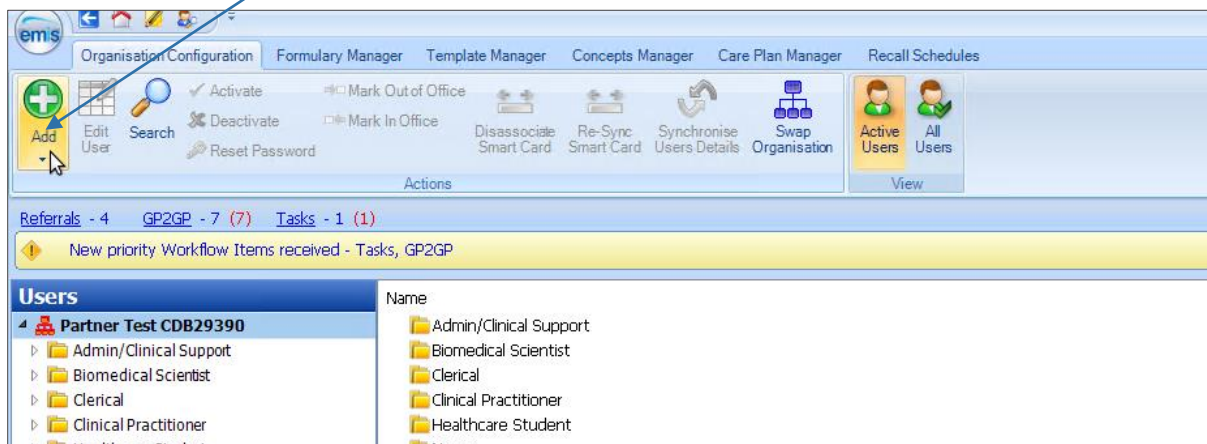 emis
Organisation Configuration Formulary Manager Template Manager Concepts Manager Care Plan Manager Recall Schedules
Add
Edit User
Search
Activate
Deactivate
Reset Password
Mark Out of Office
Mark In Office
Disassociate Smart Card
Re-Sync Smart Card
Synchronise Users Details
Swap Organisation
Active Users
All Users
Actions
View
Referrals - 4 GP2GP - 7 (7) Tasks - 1 (1)
New priority Workflow Items received - Tasks, GP2GP
Users
Partner Test CDB29390
Admin/Clinical Support
Biomedical Scientist
Clerical
Clinical Practitioner
Name
Admin/Clinical Support
Biomedical Scientist
Clerical
Clinical Practitioner
Healthcare Student